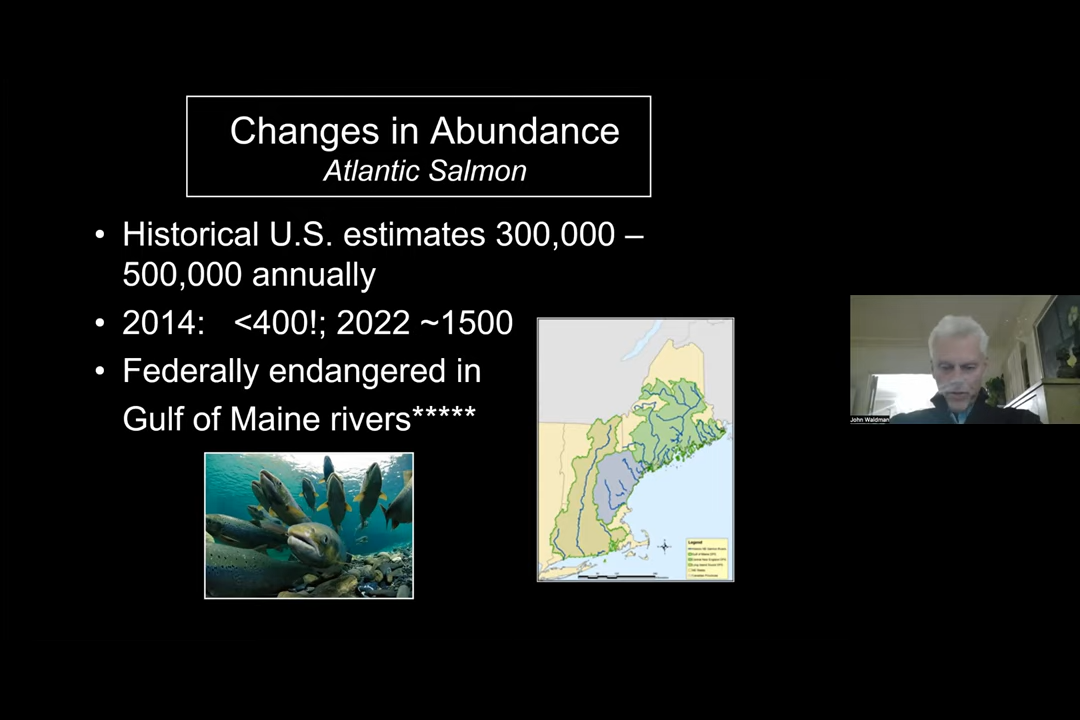 Changes in Abundance
Atlantic Salmon
• Historical U.S. estimates 300,000 –
500,000 annually
• 2014: <400!; 2022 ~1500
• Federally endangered in
Gulf of Maine rivers*****
Legend
John Waldman